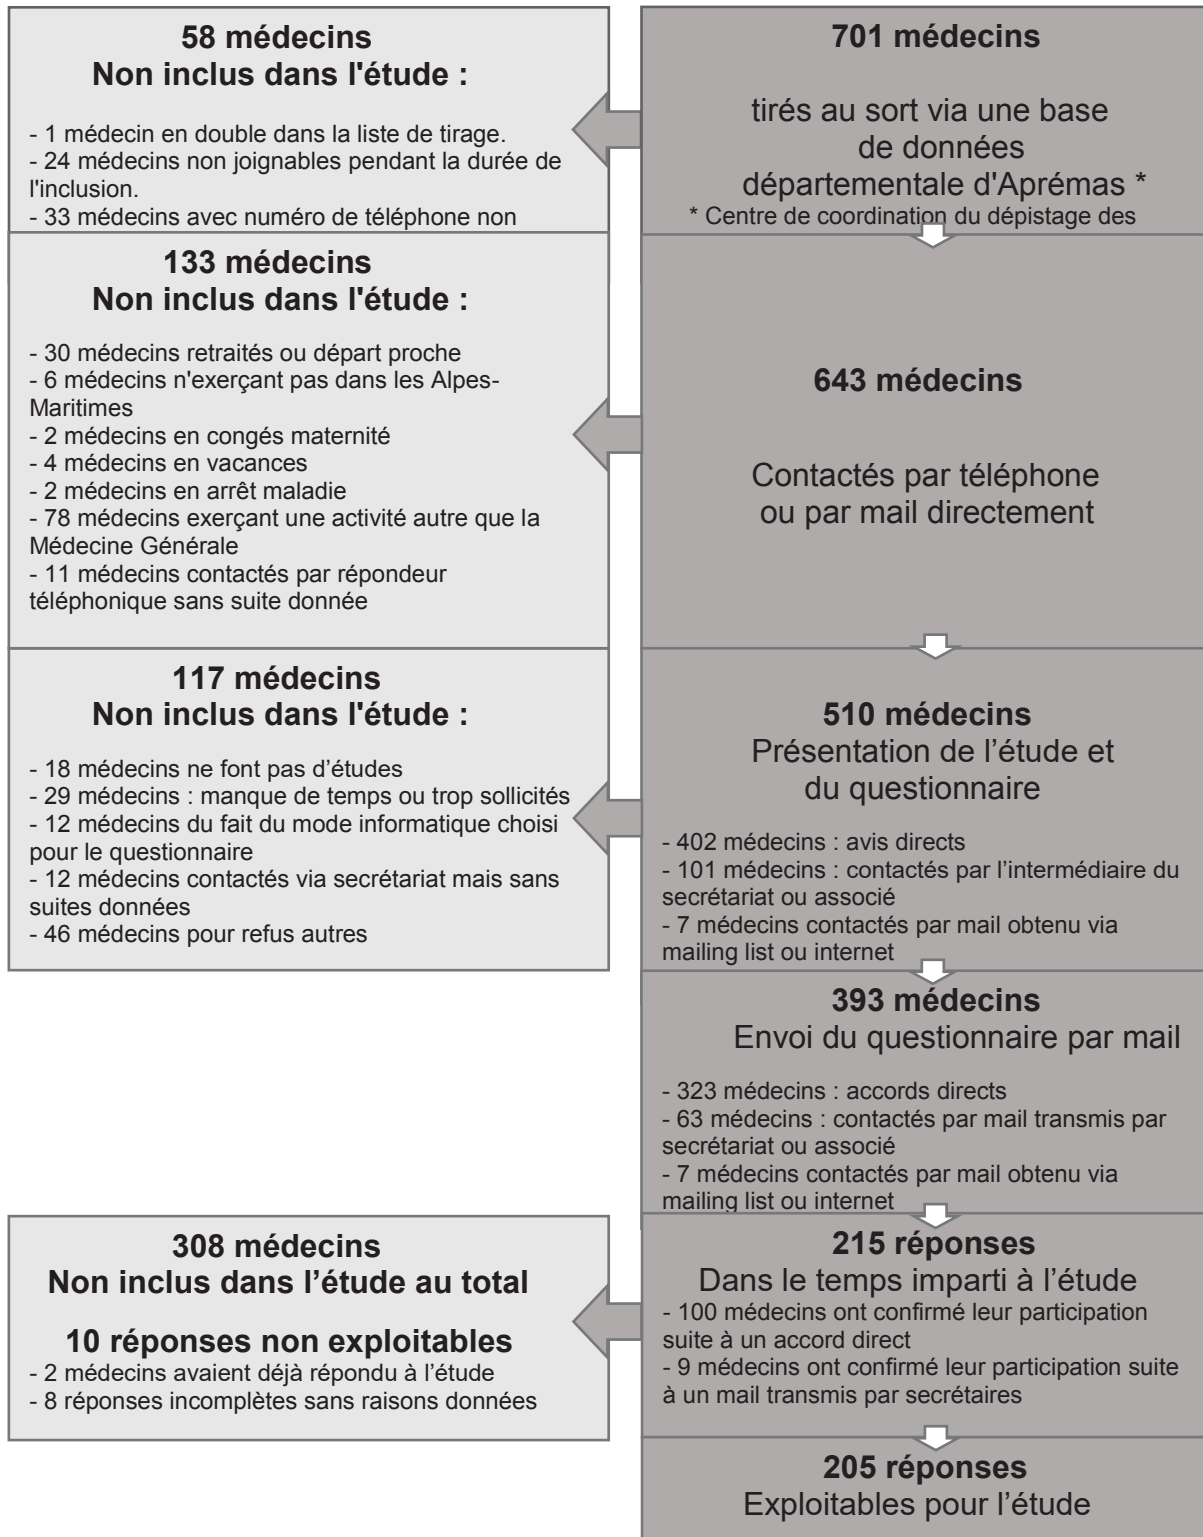 58 médecins
Non inclus dans l'étude :
- 1 médecin en double dans la liste de tirage.
- 24 médecins non joignables pendant la durée de
l'inclusion.
- 33 médecins avec numéro de téléphone non
701 médecins
tirés au sort via une base
de données
départementale d'Aprémas *
* Centre de coordination du dépistage des
133 médecins
Non inclus dans l'étude :
- 30 médecins retraités ou départ proche
- 6 médecins n'exerçant pas dans les Alpes-
Maritimes
- 2 médecins en congés maternité
- 4 médecins en vacances
- 2 médecins en arrêt maladie
- 78 médecins exerçant une activité autre que la
Médecine Générale
- 11 médecins contactés par répondeur
téléphonique sans suite donnée
643 médecins
Contactés par téléphone
ou par mail directement
117 médecins
Non inclus dans l'étude :
- 18 médecins ne font pas d’études
- 29 médecins : manque de temps ou trop sollicités
- 12 médecins du fait du mode informatique choisi
pour le questionnaire
- 12 médecins contactés via secrétariat mais sans
suites données
- 46 médecins pour refus autres
510 médecins
Présentation de l’étude et
du questionnaire
- 402 médecins : avis directs
- 101 médecins : contactés par l’intermédiaire du
secrétariat ou associé
- 7 médecins contactés par mail obtenu via
mailing list ou internet
393 médecins
Envoi du questionnaire par mail
- 323 médecins : accords directs
- 63 médecins : contactés par mail transmis par
secrétariat ou associé
- 7 médecins contactés par mail obtenu via
mailing list ou internet
308 médecins
Non inclus dans l’étude au total
10 réponses non exploitables
- 2 médecins avaient déjà répondu à l’étude
- 8 réponses incomplètes sans raisons données
215 réponses
Dans le temps imparti à l’étude
- 100 médecins ont confirmé leur participation
suite à un accord direct
- 9 médecins ont confirmé leur participation suite
à un mail transmis par secrétaires
205 réponses
Exploitables pour l’étude